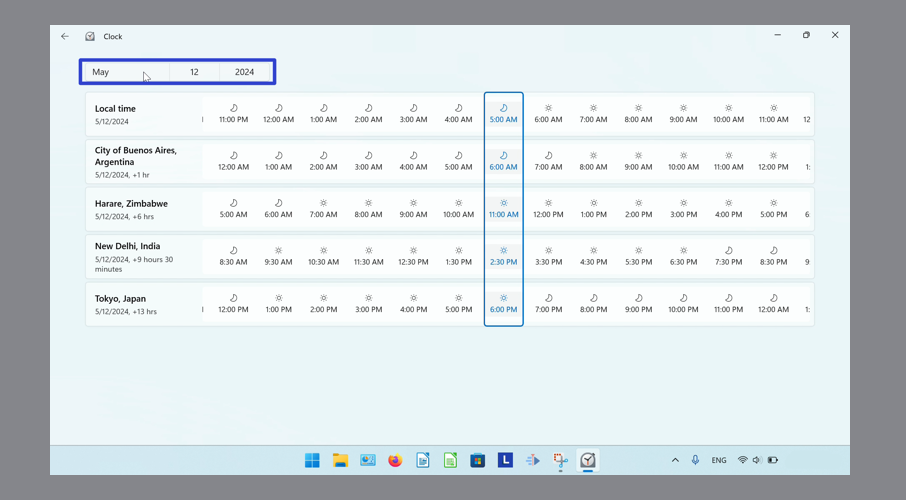 Clock
May 12 2024
Local time
5/12/2024
11:00 PM 12:00 AM 1:00 AM 2:00 AM 3:00 AM 4:00 AM 5:00 AM 6:00 AM 7:00 AM 8:00 AM 9:00 AM 10:00 AM 11:00 AM 12
City of Buenos Aires,
Argentina
5/12/2024, +1 hr
12:00 AM 1:00 AM 2:00 AM 3:00 AM 4:00 AM 5:00 AM 6:00 AM 7:00 AM 8:00 AM 9:00 AM 10:00 AM 11:00 AM 12:00 PM 1:
Harare, Zimbabwe
5/12/2024, +6 hrs
5:00 AM 6:00 AM 7:00 AM 8:00 AM 9:00 AM 10:00 AM 11:00 AM 12:00 PM 1:00 PM 2:00 PM 3:00 PM 4:00 PM 5:00 PM 6
New Delhi, India
5/12/2024, +9 hours 30
minutes
8:30 AM 9:30 AM 10:30 AM 11:30 AM 12:30 PM 1:30 PM 2:30 PM 3:30 PM 4:30 PM 5:30 PM 6:30 PM 7:30 PM 8:30 PM 9
Tokyo, Japan
5/12/2024, +13 hrs
12:00 PM 1:00 PM 2:00 PM 3:00 PM 4:00 PM 5:00 PM 6:00 PM 7:00 PM 8:00 PM 9:00 PM 10:00 PM 11:00 PM 12:00 AM 1:
L
ENG